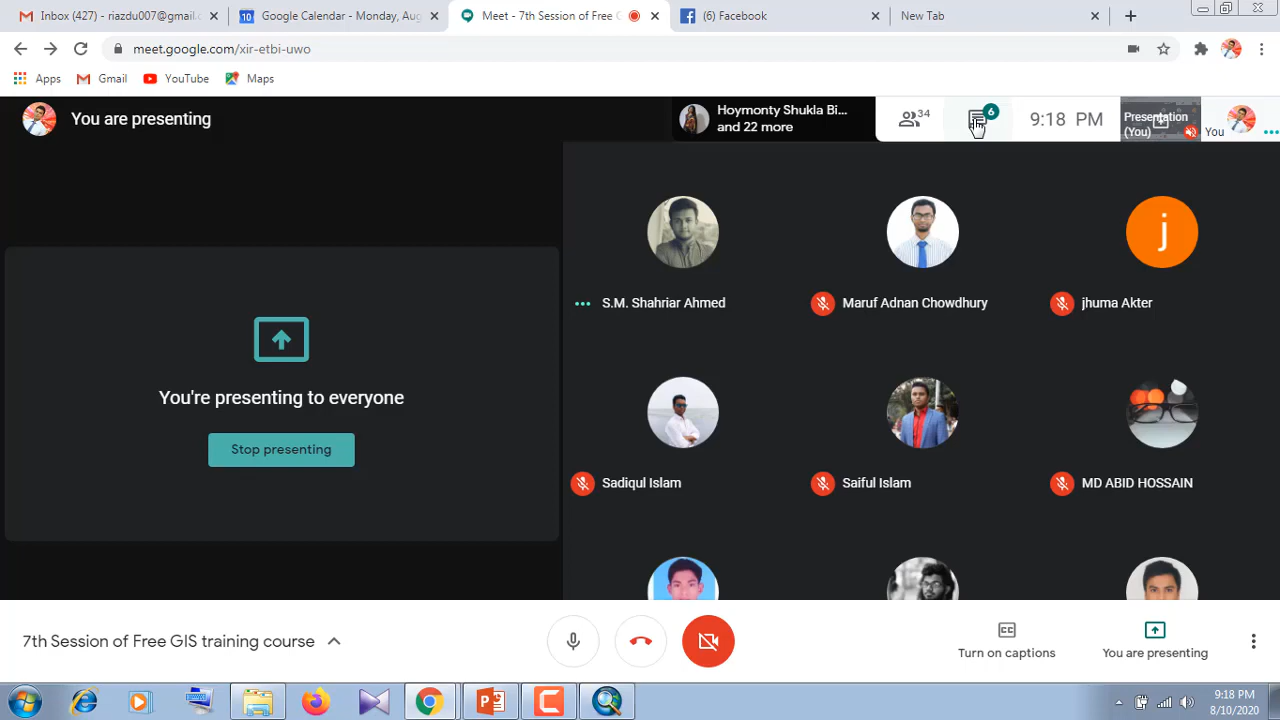 Inbox (427) - riazdu007@gmail.c
Google Calendar - Monday, Aug
Meet - 7th Session of Free G
(6) Facebook
New Tab
meet.google.com/xir-etbi-uwo
Apps
Gmail
YouTube
Maps
You are presenting
Hoymonty Shukla Bi...
and 22 more
34
6
9:18 PM
Presentation
(You)
You
S.M. Shahriar Ahmed
Maruf Adnan Chowdhury
j
jhuma Akter
You're presenting to everyone
Stop presenting
Sadiqul Islam
Saiful Islam
MD ABID HOSSAIN
7th Session of Free GIS training course
CC
Turn on captions
You are presenting
9:18 PM
8/10/2020